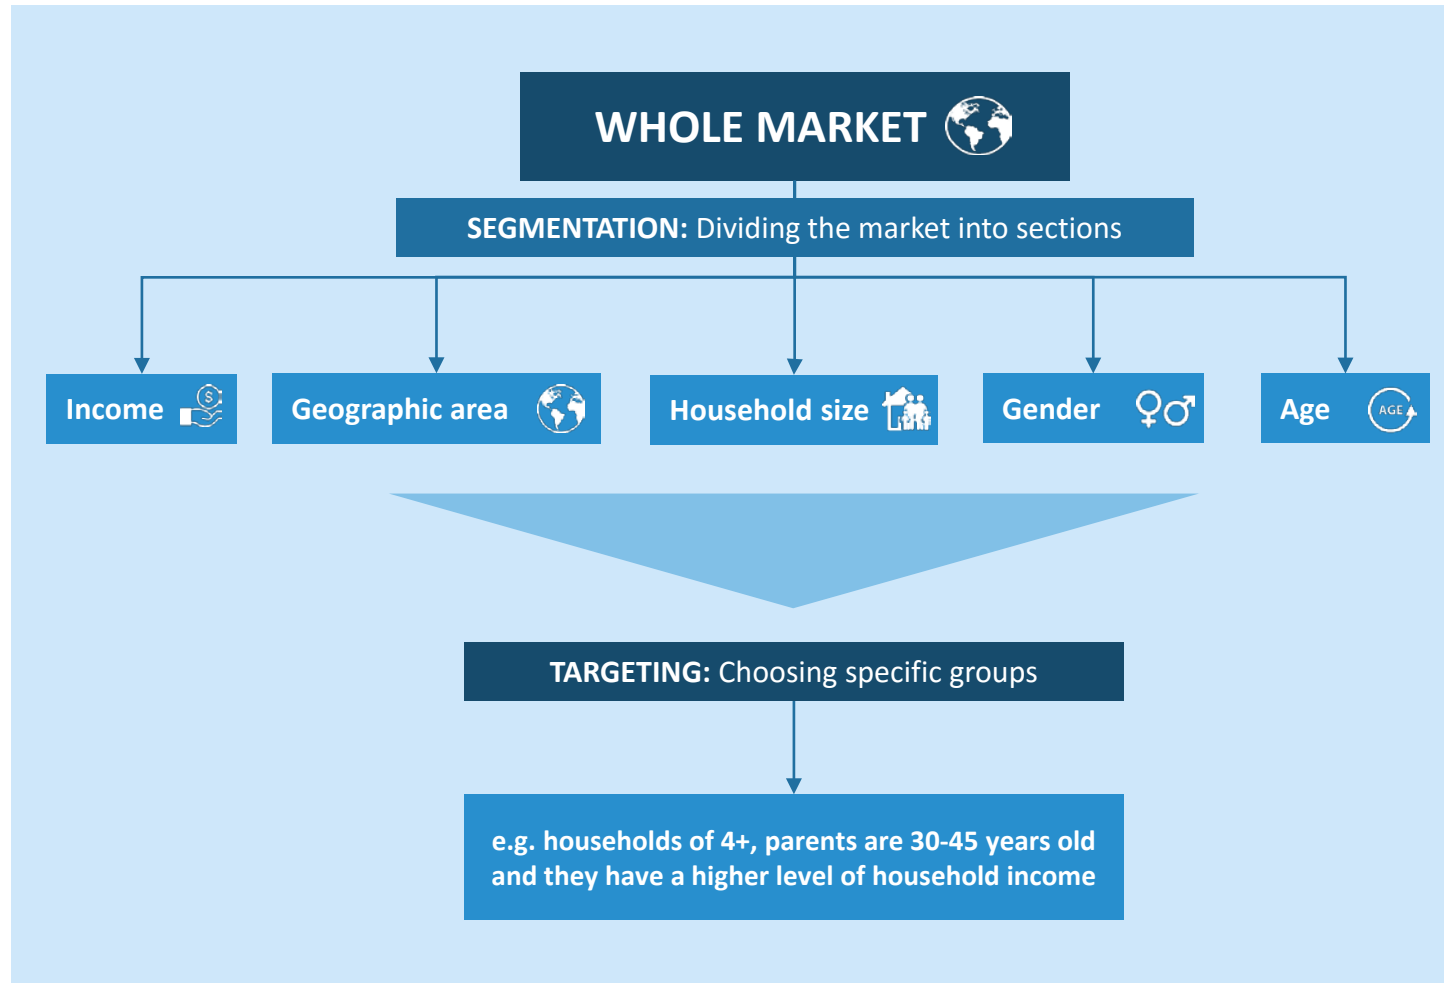 WHOLE MARKET
SEGMENTATION: Dividing the market into sections
Income $
Geographic area
Household size
Gender
Age AGE
TARGETING: Choosing specific groups
e.g. households of 4+, parents are 30-45 years old
and they have a higher level of household income